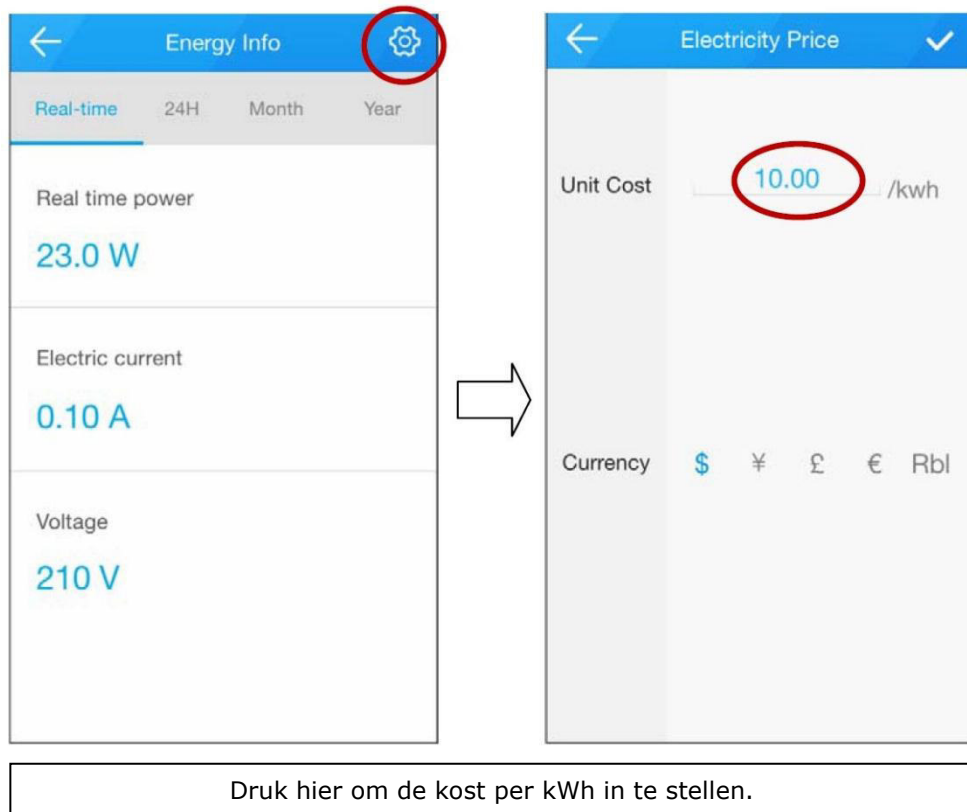 Energy Info
Real-time 24H Month Year
Real time power
23.0 W
Electric current
0.10 A
Voltage
210 V
Electricity Price
Unit Cost 10.00 /kwh
Currency $ ¥ £ € Rbl
Druk hier om de kost per kWh in te stellen.